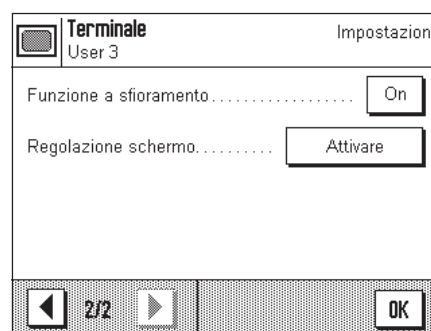 Terminale
Impostazion
User 3
Funzione a sfioramento.................. On
Regolazione schermo.......... Attivare
2/2
OK